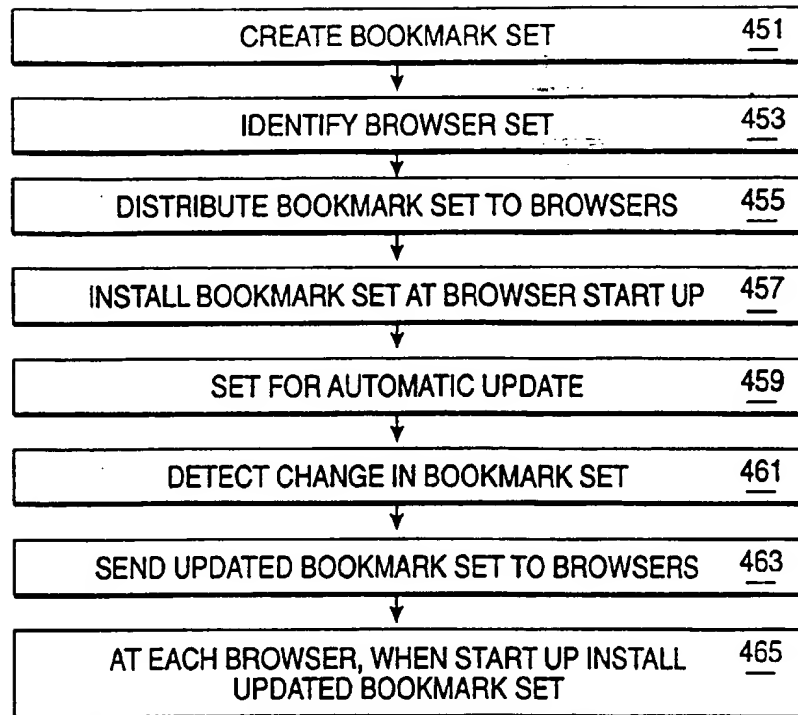 CREATE BOOKMARK SET 451
IDENTIFY BROWSER SET 453
DISTRIBUTE BOOKMARK SET TO BROWSERS 455
INSTALL BOOKMARK SET AT BROWSER START UP 457
SET FOR AUTOMATIC UPDATE 459
DETECT CHANGE IN BOOKMARK SET 461
SEND UPDATED BOOKMARK SET TO BROWSERS 463
AT EACH BROWSER, WHEN START UP INSTALL 465
UPDATED BOOKMARK SET